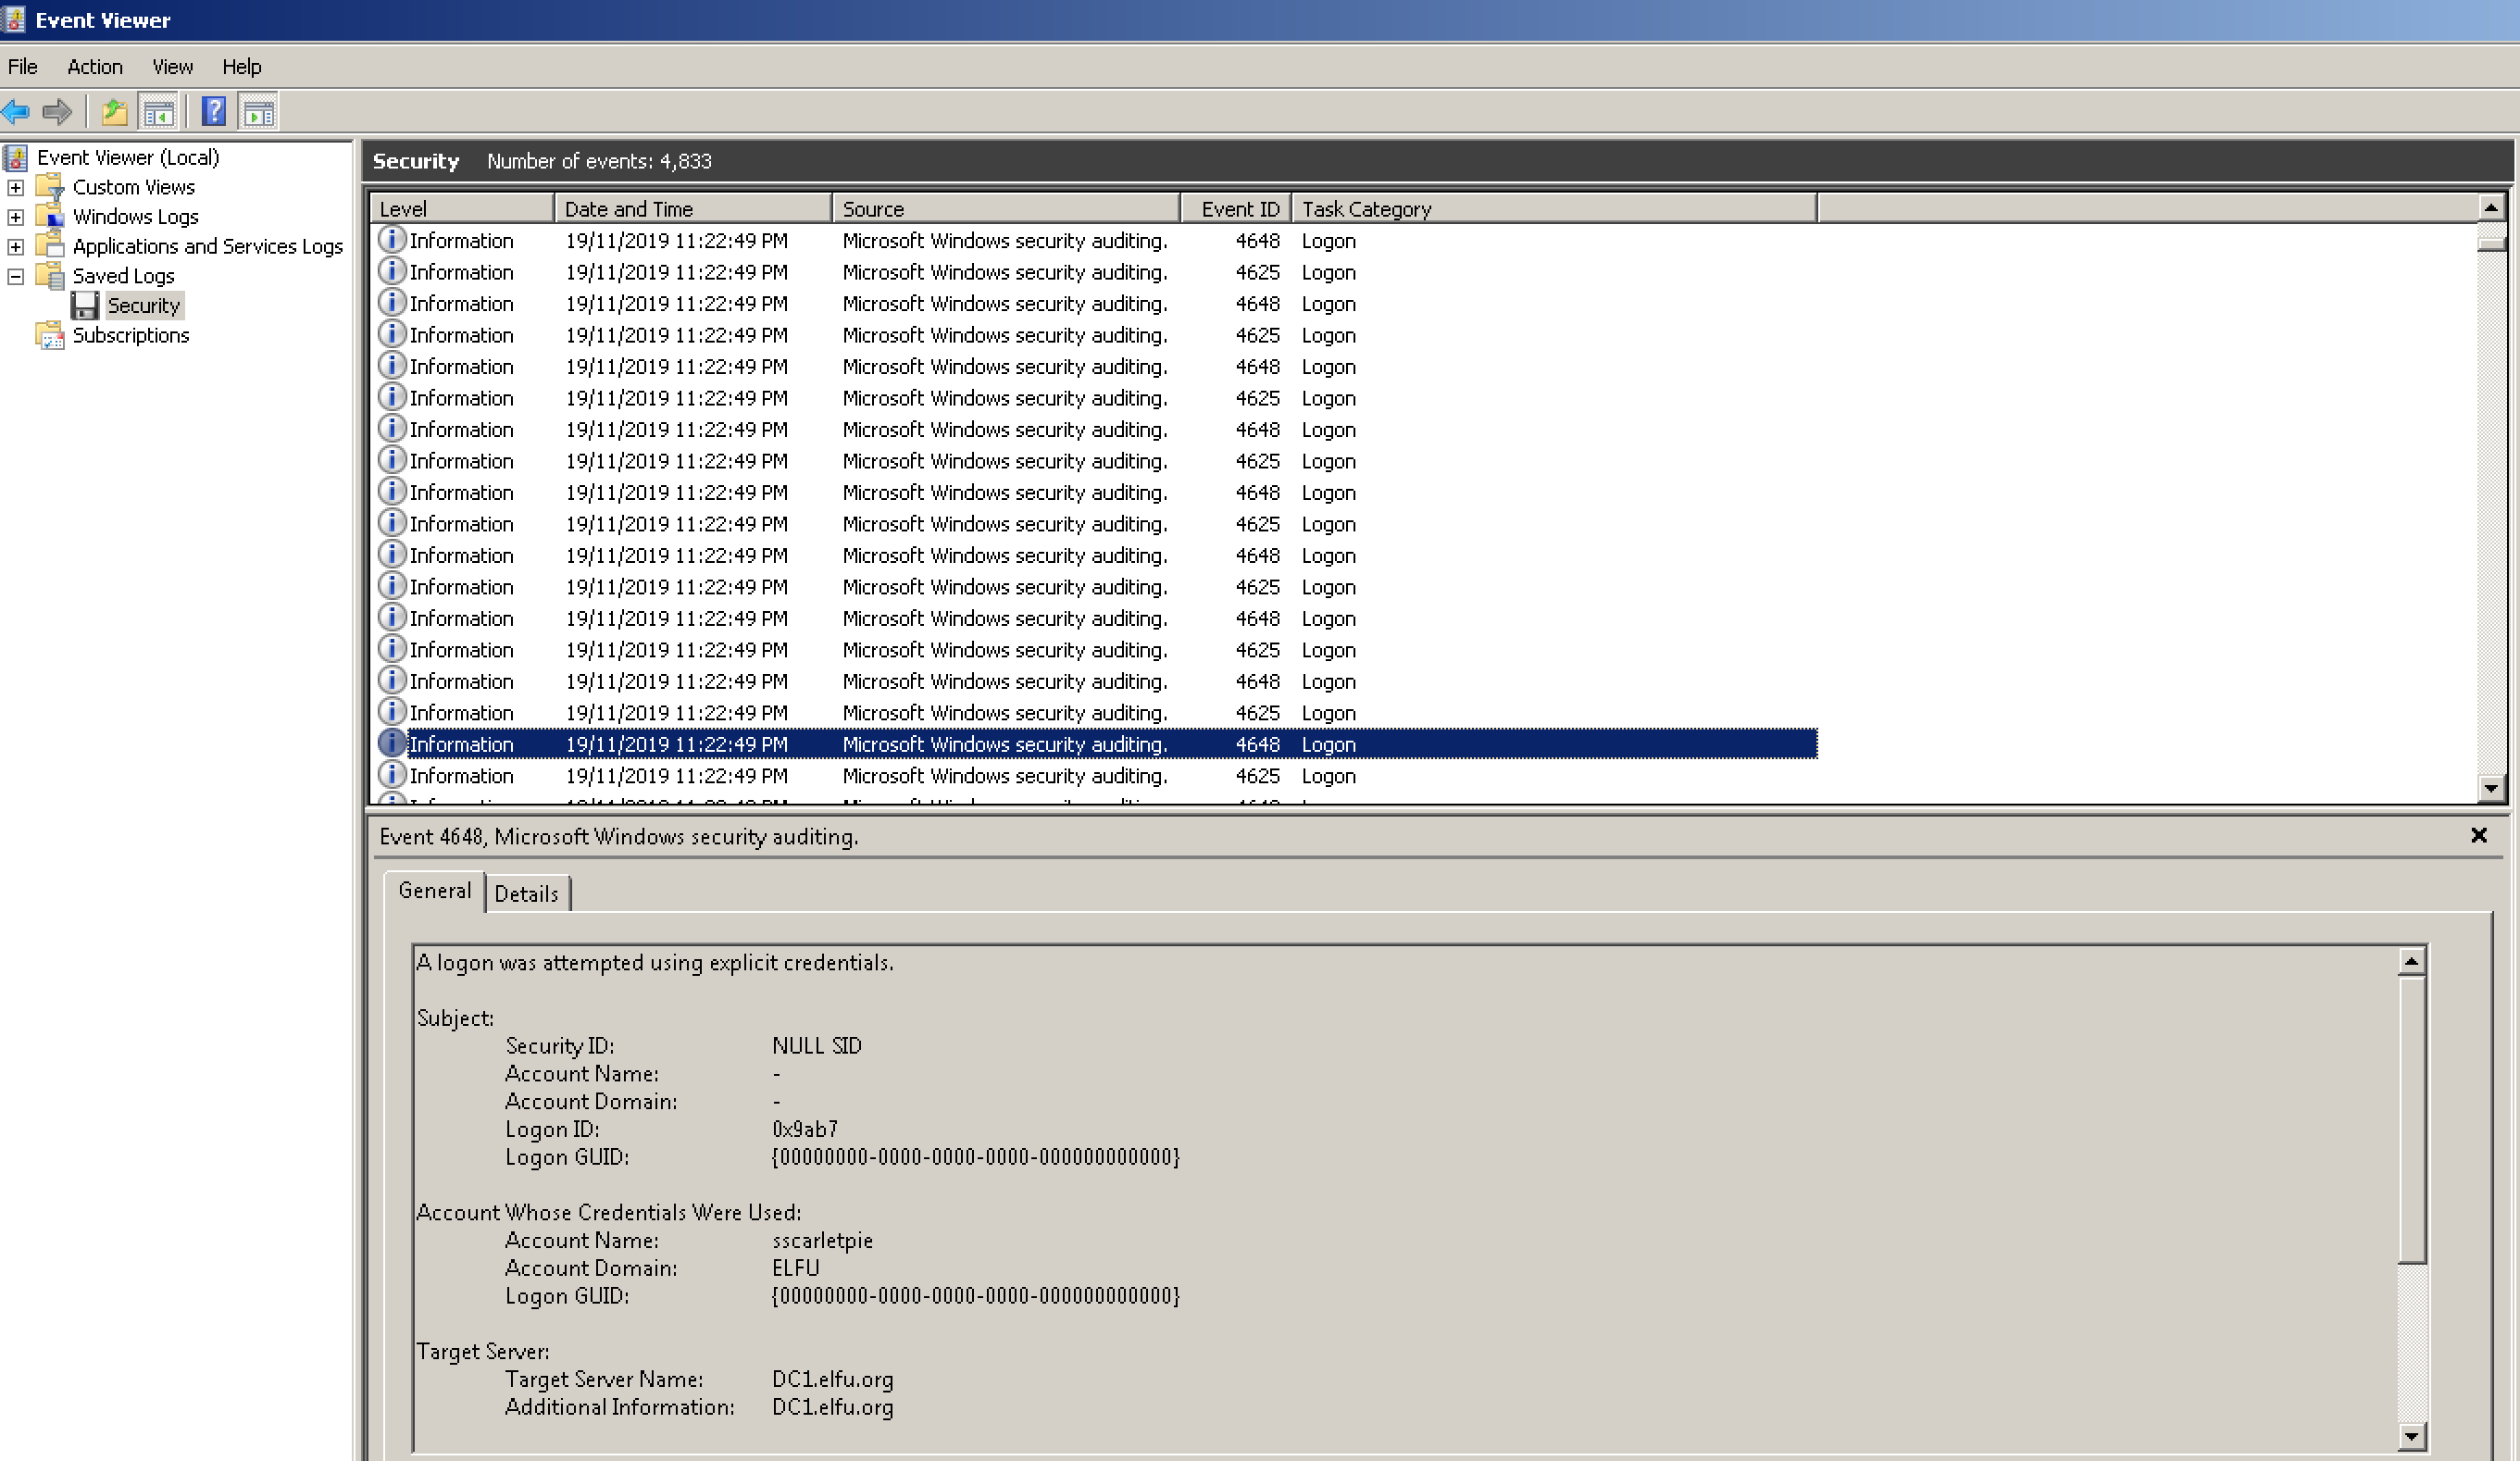 Event Viewer
File Action View Help
Event Viewer (Local)
Custom Views
Windows Logs
Applications and Services Logs
Saved Logs
Security
Subscriptions
Security Number of events: 4,833
Level Date and Time Source Event ID Task Category
Information 19/11/2019 11:22:49 PM Microsoft Windows security auditing. 4648 Logon
Information 19/11/2019 11:22:49 PM Microsoft Windows security auditing. 4625 Logon
Information 19/11/2019 11:22:49 PM Microsoft Windows security auditing. 4648 Logon
Information 19/11/2019 11:22:49 PM Microsoft Windows security auditing. 4625 Logon
Information 19/11/2019 11:22:49 PM Microsoft Windows security auditing. 4648 Logon
Information 19/11/2019 11:22:49 PM Microsoft Windows security auditing. 4625 Logon
Information 19/11/2019 11:22:49 PM Microsoft Windows security auditing. 4648 Logon
Information 19/11/2019 11:22:49 PM Microsoft Windows security auditing. 4625 Logon
Information 19/11/2019 11:22:49 PM Microsoft Windows security auditing. 4648 Logon
Information 19/11/2019 11:22:49 PM Microsoft Windows security auditing. 4625 Logon
Information 19/11/2019 11:22:49 PM Microsoft Windows security auditing. 4648 Logon
Information 19/11/2019 11:22:49 PM Microsoft Windows security auditing. 4625 Logon
Information 19/11/2019 11:22:49 PM Microsoft Windows security auditing. 4648 Logon
Information 19/11/2019 11:22:49 PM Microsoft Windows security auditing. 4625 Logon
Information 19/11/2019 11:22:49 PM Microsoft Windows security auditing. 4648 Logon
Information 19/11/2019 11:22:49 PM Microsoft Windows security auditing. 4625 Logon
Information 19/11/2019 11:22:49 PM Microsoft Windows security auditing. 4648 Logon
Information 19/11/2019 11:22:49 PM Microsoft Windows security auditing. 4625 Logon
Event 4648, Microsoft Windows security auditing.
General Details
A logon was attempted using explicit credentials.
Subject:
Security ID: NULL SID
Account Name: -
Account Domain: -
Logon ID: 0x9ab7
Logon GUID: {00000000-0000-0000-0000-000000000000}
Account Whose Credentials Were Used:
Account Name: sscarletpie
Account Domain: ELFU
Logon GUID: {00000000-0000-0000-0000-000000000000}
Target Server:
Target Server Name: DC1.elfu.org
Additional Information: DC1.elfu.org